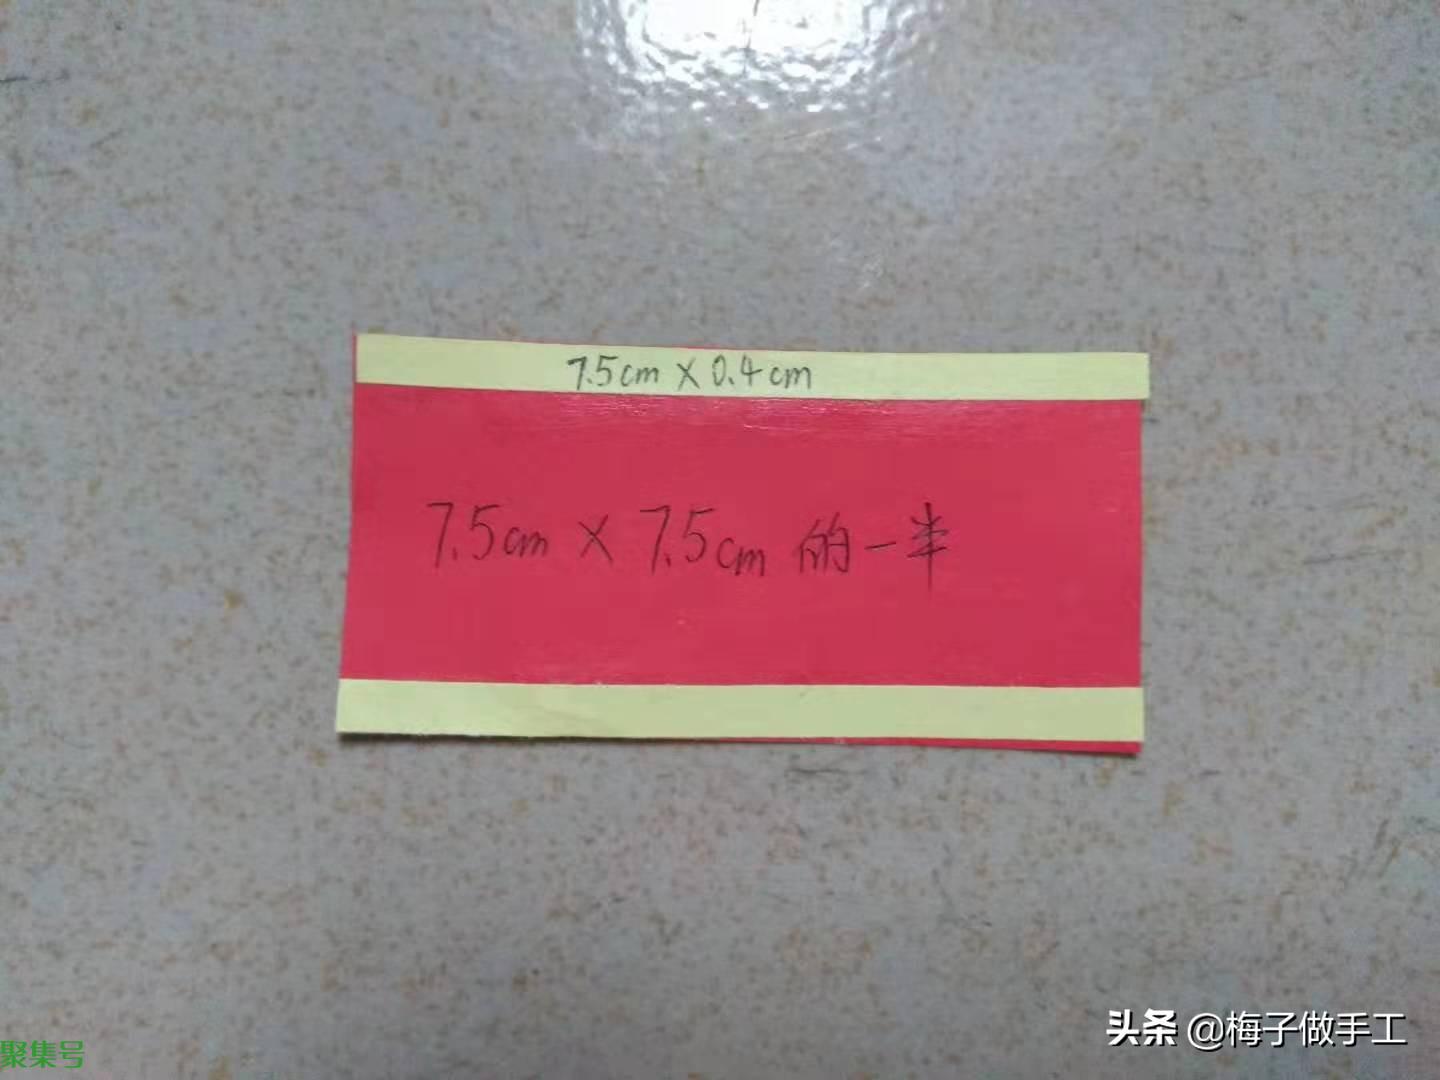 7.5cm × 0.4cm
7.5cm × 7.5cm 的一半
头条 @梅子做手工
聚集号